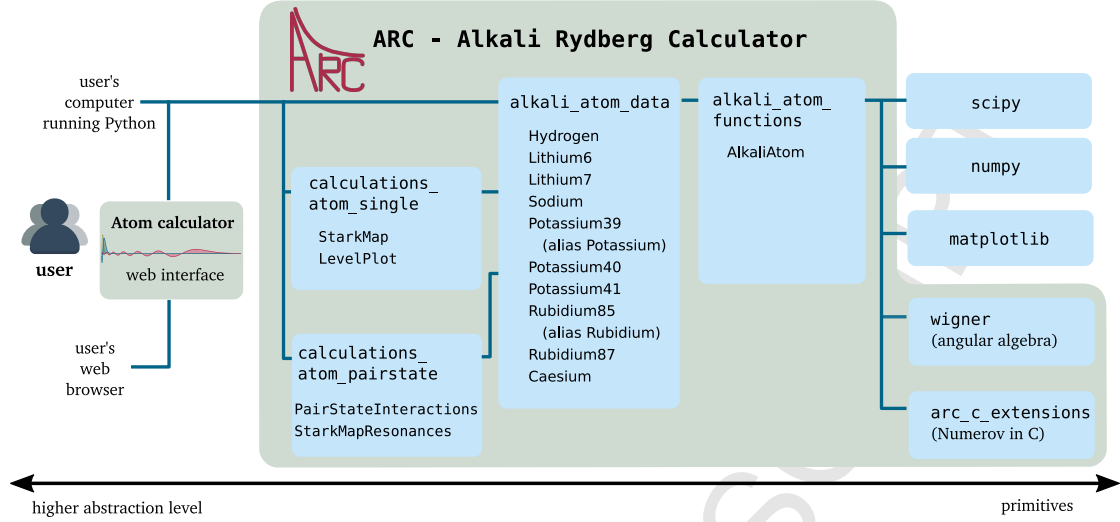 ARC
ARC - Alkali Rydberg Calculator
user's
computer
running Python
user
Atom calculator
web interface
user's
web
browser
calculations_
atom_single
StarkMap
LevelPlot
calculations_
atom_pairstate
PairStateInteractions
StarkMapResonances
alkali_atom_data
Hydrogen
Lithium6
Lithium7
Sodium
Potassium39
(alias Potassium)
Potassium40
Potassium41
Rubidium85
(alias Rubidium)
Rubidium87
Caesium
alkali_atom_
functions
AlkaliAtom
scipy
numpy
matplotlib
wigner
(angular algebra)
arc_c_extensions
(Numerov in C)
higher abstraction level
primitives